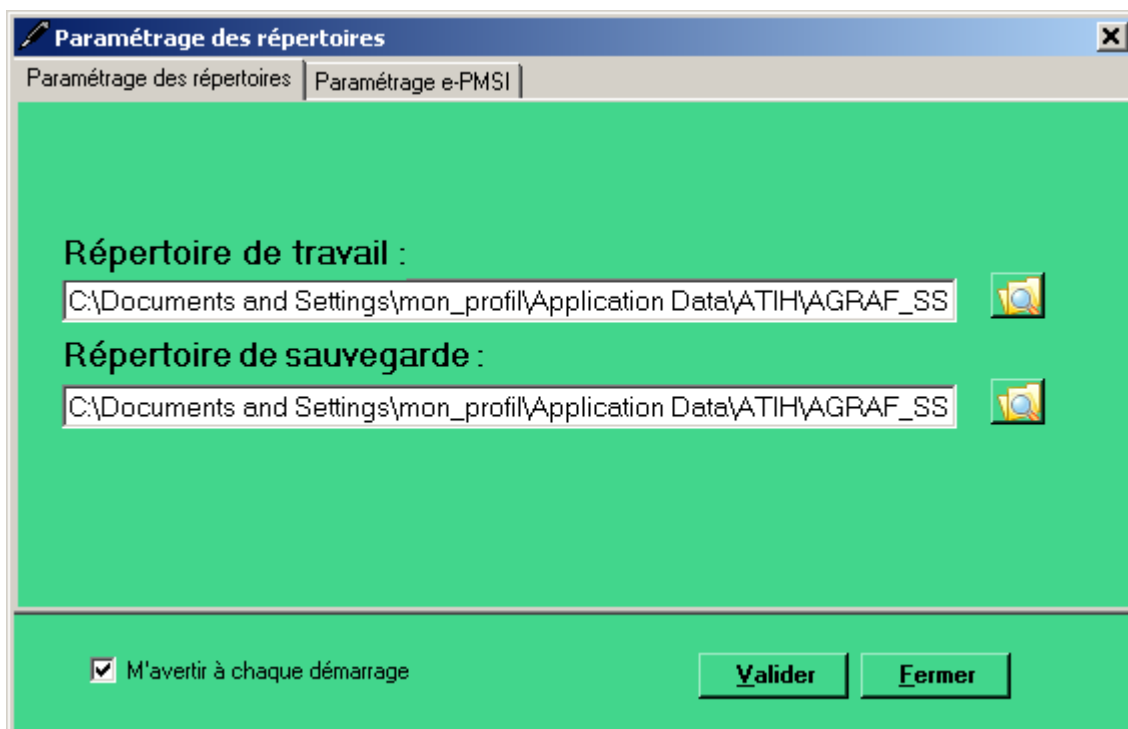 Paramétrage des répertoires
Paramétrage des répertoires Paramétrage e-PMSI
Répertoire de travail :
C:\Documents and Settings\mon_profil\Application Data\ATIH\AGRAF_SS
Répertoire de sauvegarde :
C:\Documents and Settings\mon_profil\Application Data\ATIH\AGRAF_SS
M'avertir à chaque démarrage Valider Fermer